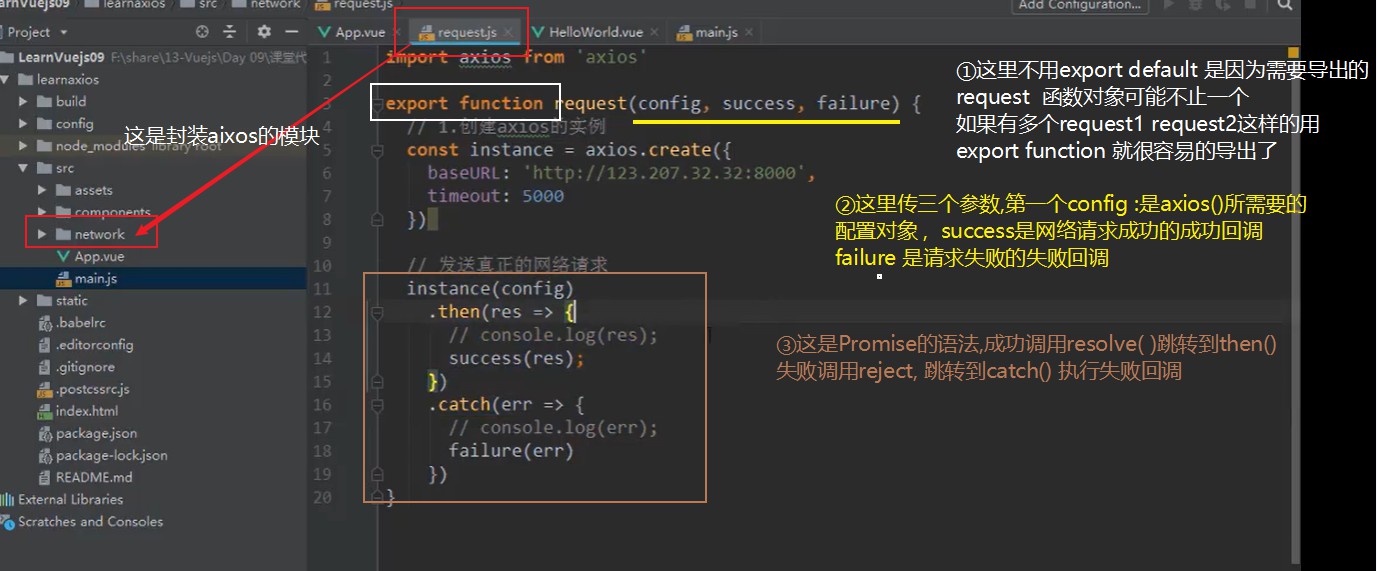 arnVuejs09 learnaxios src network request.js Add Configuration...
Project
App.vue request.js HelloWorld.vue main.js
LearnVuejs09 F:\share\13-Vuejs\Day 09\课堂代
learnaxios
build
config
node_modules library root
src
assets
components
network
App.vue
main.js
static
.babelrc
.editorconfig
.gitignore
.postcssrc.js
index.html
package.json
package-lock.json
README.md
External Libraries
Scratches and Consoles
这是封装aixos的模块
1 import axios from 'axios'
2
3 export function request(config, success, failure) {
4 // 1.创建axios的实例
5 const instance = axios.create({
6 baseURL: 'http://123.207.32.32:8000',
7 timeout: 5000
8 })
9
10 // 发送真正的网络请求
11 instance(config)
12 .then(res => {
13 // console.log(res);
14 success(res);
15 })
16 .catch(err => {
17 // console.log(err);
18 failure(err)
19 })
20 }
①这里不用export default 是因为需要导出的
request 函数对象可能不止一个
如果有多个request1 request2这样的用
export function 就很容易的导出了
②这里传三个参数,第一个config :是axios()所需要的
配置对象 ,success是网络请求成功的成功回调
failure 是请求失败的失败回调
③这是Promise的语法,成功调用resolve( )跳转到then()
失败调用reject, 跳转到catch() 执行失败回调